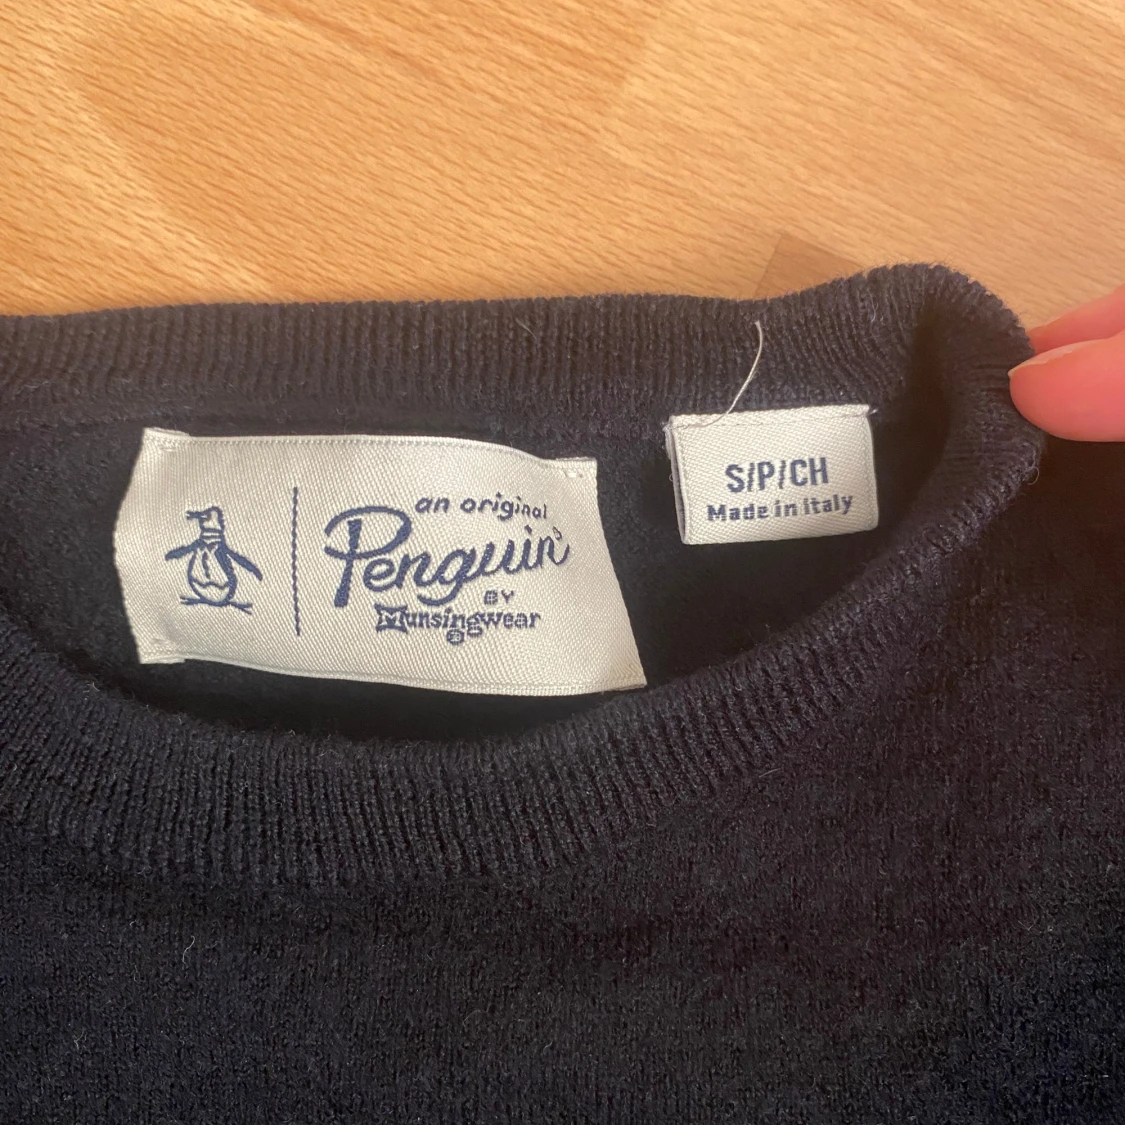 an original
Penguin®
BY
Munsingwear
®
S/P/CH
Made in italy